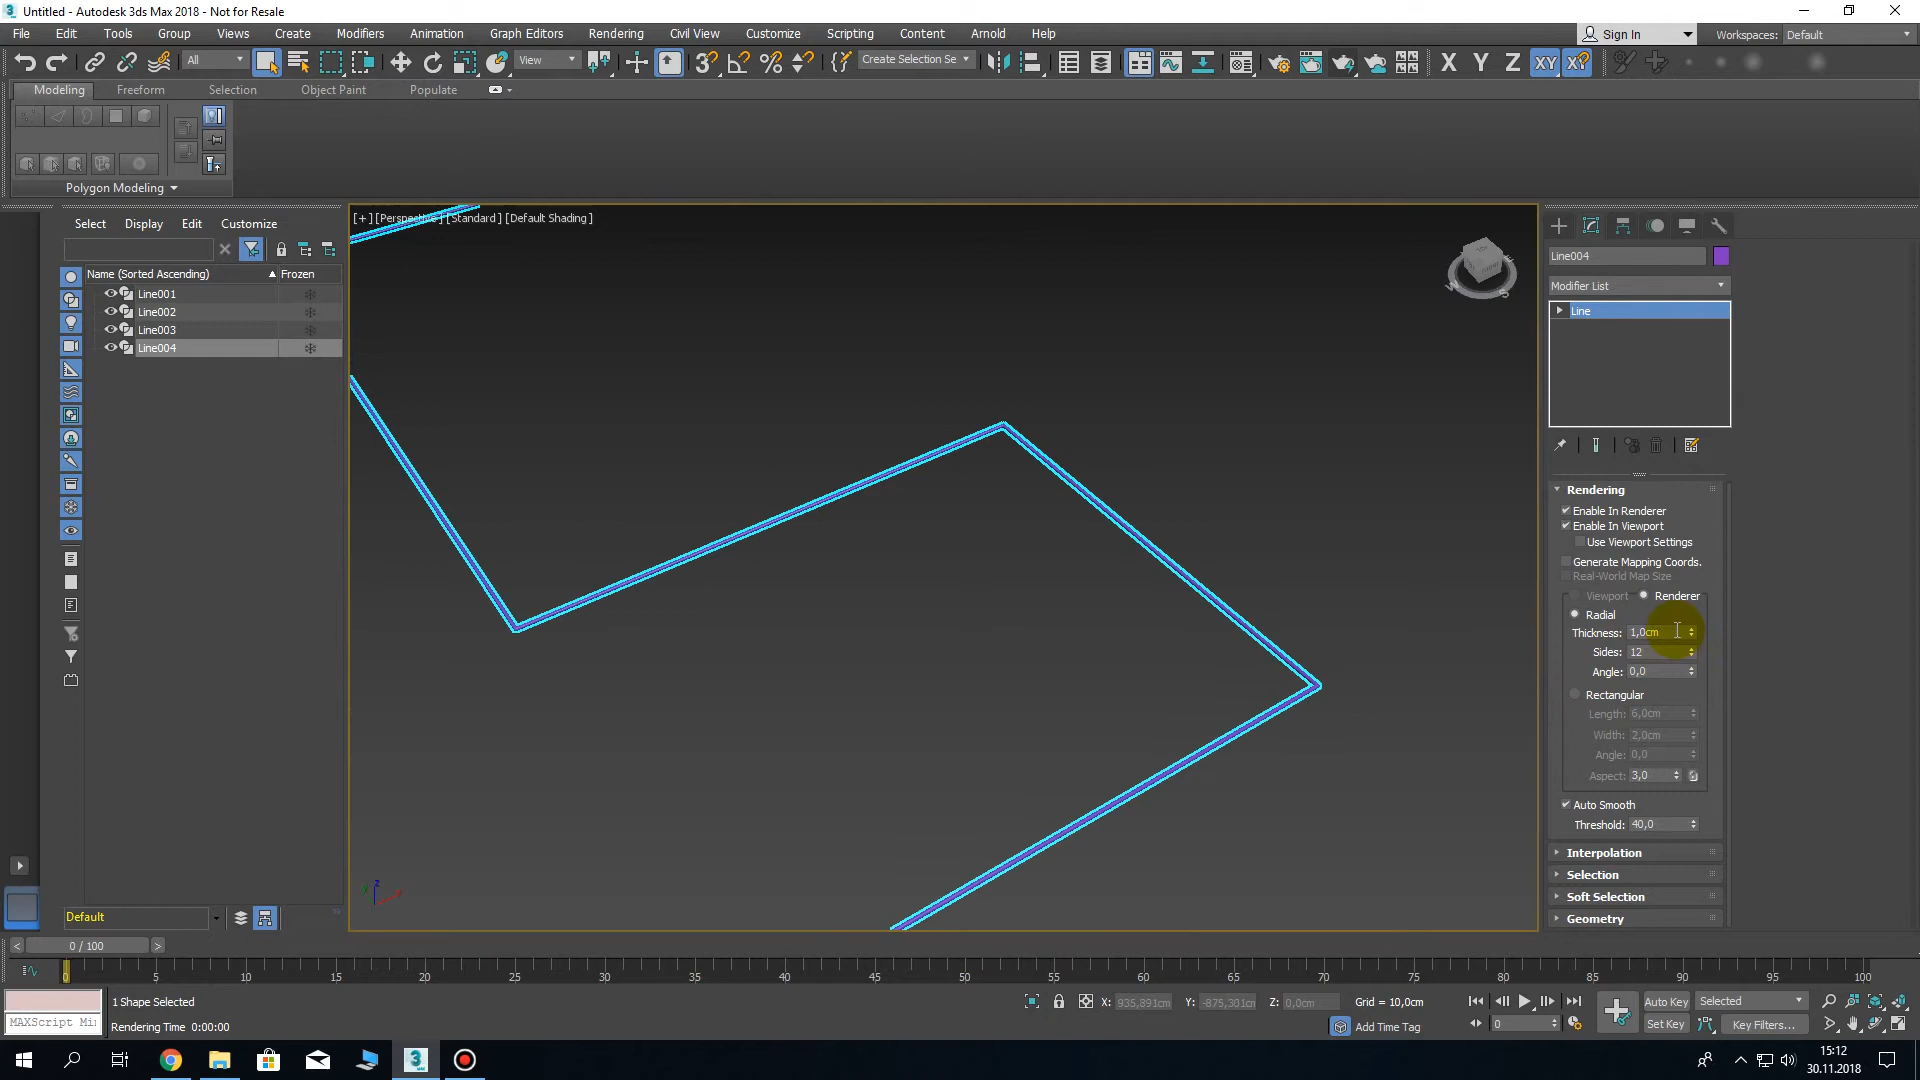 Untitled - Autodesk 3ds Max 2018 - Not for Resale
File Edit Tools Group Views Create Modifiers Animation Graph Editors Rendering Civil View Customize Scripting Content Arnold Help
Sign In
Workspaces: Default
All
View
Create Selection Se
X Y Z XY XY
Modeling Freeform Selection Object Paint Populate
Polygon Modeling
Select Display Edit Customize
Name (Sorted Ascending) Frozen
Line001
Line002
Line003
Line004
Default
[+] [Perspective] [Standard] [Default Shading]
Line004
Modifier List
Line
Rendering
Enable In Renderer
Enable In Viewport
Use Viewport Settings
Generate Mapping Coords.
Real-World Map Size
Viewport Renderer
Radial
Thickness: 1,0cm
Sides: 12
Angle: 0,0
Rectangular
Length: 6,0cm
Width: 2,0cm
Angle: 0,0
Aspect: 3,0
Auto Smooth
Threshold: 40,0
Interpolation
Selection
Soft Selection
Geometry
0 / 100
0 5 10 15 20 25 30 35 40 45 50 55 60 65 70 75 80 85 90 95 100
1 Shape Selected
X: 935,891cm Y: -875,301cm Z: 0,0cm Grid = 10,0cm
Auto Key Selected
MAXScript Mi
Rendering Time 0:00:00
Add Time Tag
0
Set Key Key Filters...
15:12
30.11.2018